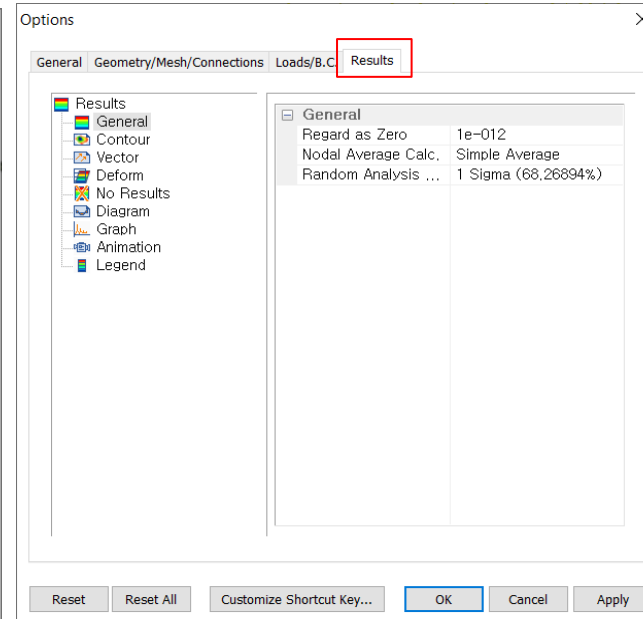 Options
General Geometry/Mesh/Connections Loads/B.C. Results
Results
General
Contour
Vector
Deform
No Results
Diagram
Graph
Animation
Legend
General
Regard as Zero 1e-012
Nodal Average Calc. Simple Average
Random Analysis ... 1 Sigma (68,26894%)
Reset Reset All Customize Shortcut Key... OK Cancel Apply